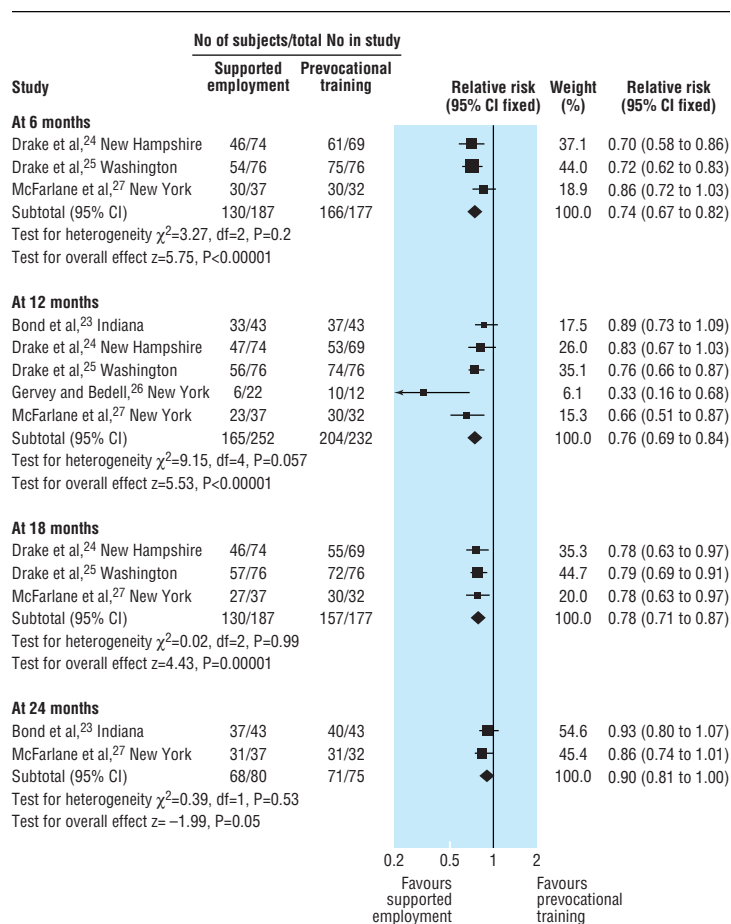 No of subjects/total No in study
Study Supported employment Prevocational training Relative risk (95% CI fixed) Weight (%) Relative risk (95% CI fixed)
At 6 months
Drake et al,24 New Hampshire 46/74 61/69 37.1 0.70 (0.58 to 0.86)
Drake et al,25 Washington 54/76 75/76 44.0 0.72 (0.62 to 0.83)
McFarlane et al,27 New York 30/37 30/32 18.9 0.86 (0.72 to 1.03)
Subtotal (95% CI) 130/187 166/177 100.0 0.74 (0.67 to 0.82)
Test for heterogeneity χ2=3.27, df=2, P=0.2
Test for overall effect z=5.75, P<0.00001
At 12 months
Bond et al,23 Indiana 33/43 37/43 17.5 0.89 (0.73 to 1.09)
Drake et al,24 New Hampshire 47/74 53/69 26.0 0.83 (0.67 to 1.03)
Drake et al,25 Washington 56/76 74/76 35.1 0.76 (0.66 to 0.87)
Gervey and Bedell,26 New York 6/22 10/12 6.1 0.33 (0.16 to 0.68)
McFarlane et al,27 New York 23/37 30/32 15.3 0.66 (0.51 to 0.87)
Subtotal (95% CI) 165/252 204/232 100.0 0.76 (0.69 to 0.84)
Test for heterogeneity χ2=9.15, df=4, P=0.057
Test for overall effect z=5.53, P<0.00001
At 18 months
Drake et al,24 New Hampshire 46/74 55/69 35.3 0.78 (0.63 to 0.97)
Drake et al,25 Washington 57/76 72/76 44.7 0.79 (0.69 to 0.91)
McFarlane et al,27 New York 27/37 30/32 20.0 0.78 (0.63 to 0.97)
Subtotal (95% CI) 130/187 157/177 100.0 0.78 (0.71 to 0.87)
Test for heterogeneity χ2=0.02, df=2, P=0.99
Test for overall effect z=4.43, P=0.00001
At 24 months
Bond et al,23 Indiana 37/43 40/43 54.6 0.93 (0.80 to 1.07)
McFarlane et al,27 New York 31/37 31/32 45.4 0.86 (0.74 to 1.01)
Subtotal (95% CI) 68/80 71/75 100.0 0.90 (0.81 to 1.00)
Test for heterogeneity χ2=0.39, df=1, P=0.53
Test for overall effect z= –1.99, P=0.05
0.2 0.5 1 2
Favours supported employment Favours prevocational training